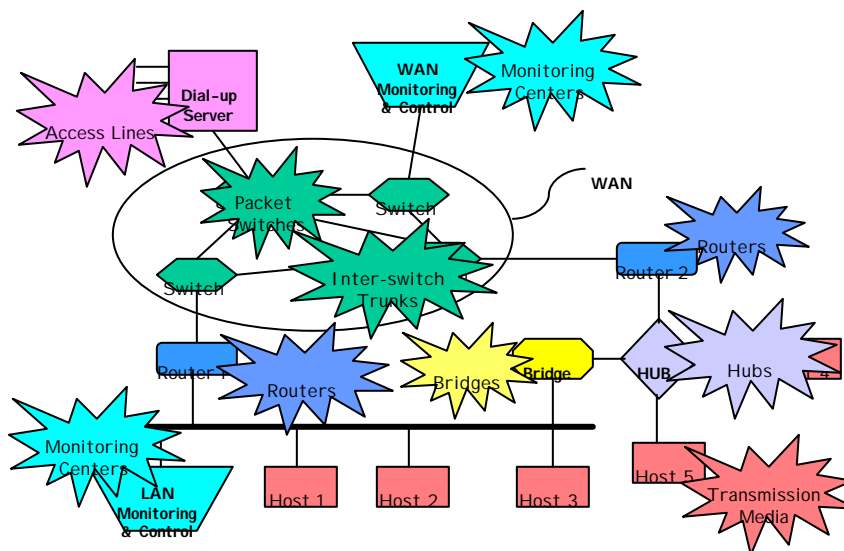 WAN
Monitoring
& Control
Monitoring
Centers
Dial-up
Server
Access Lines
WAN
Packet
Switches
Switch
Routers
Router 2
Inter-switch
Trunks
Switch
Router 1
Routers
Bridges
Bridge
HUB
Hubs
4
Monitoring
Centers
LAN
Monitoring
& Control
Host 1
Host 2
Host 3
Host 5
Transmission
Media